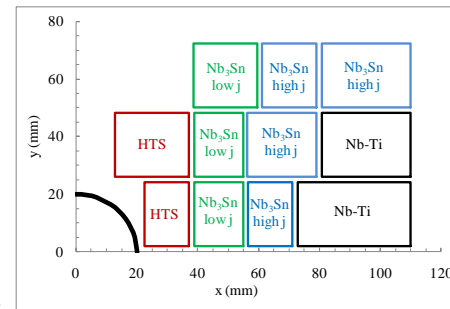 80
60
40
20
0
y (mm)
Nb₃Sn
low j
Nb₃Sn
high j
Nb₃Sn
high j
HTS
Nb₃Sn
low j
Nb₃Sn
high j
Nb-Ti
HTS
Nb₃Sn
low j
Nb₃Sn
high j
Nb-Ti
0 20 40 60 80 100 120
x (mm)